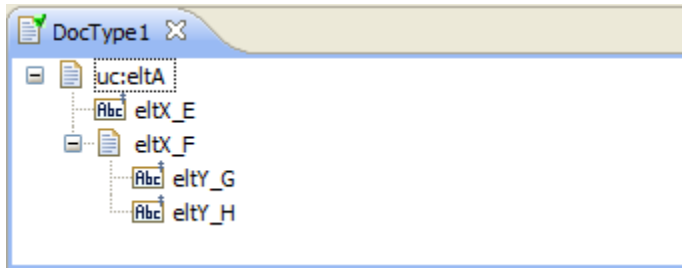 DocType1
uc:eltA
Abc eltX_E
eltX_F
Abc eltY_G
Abc eltY_H